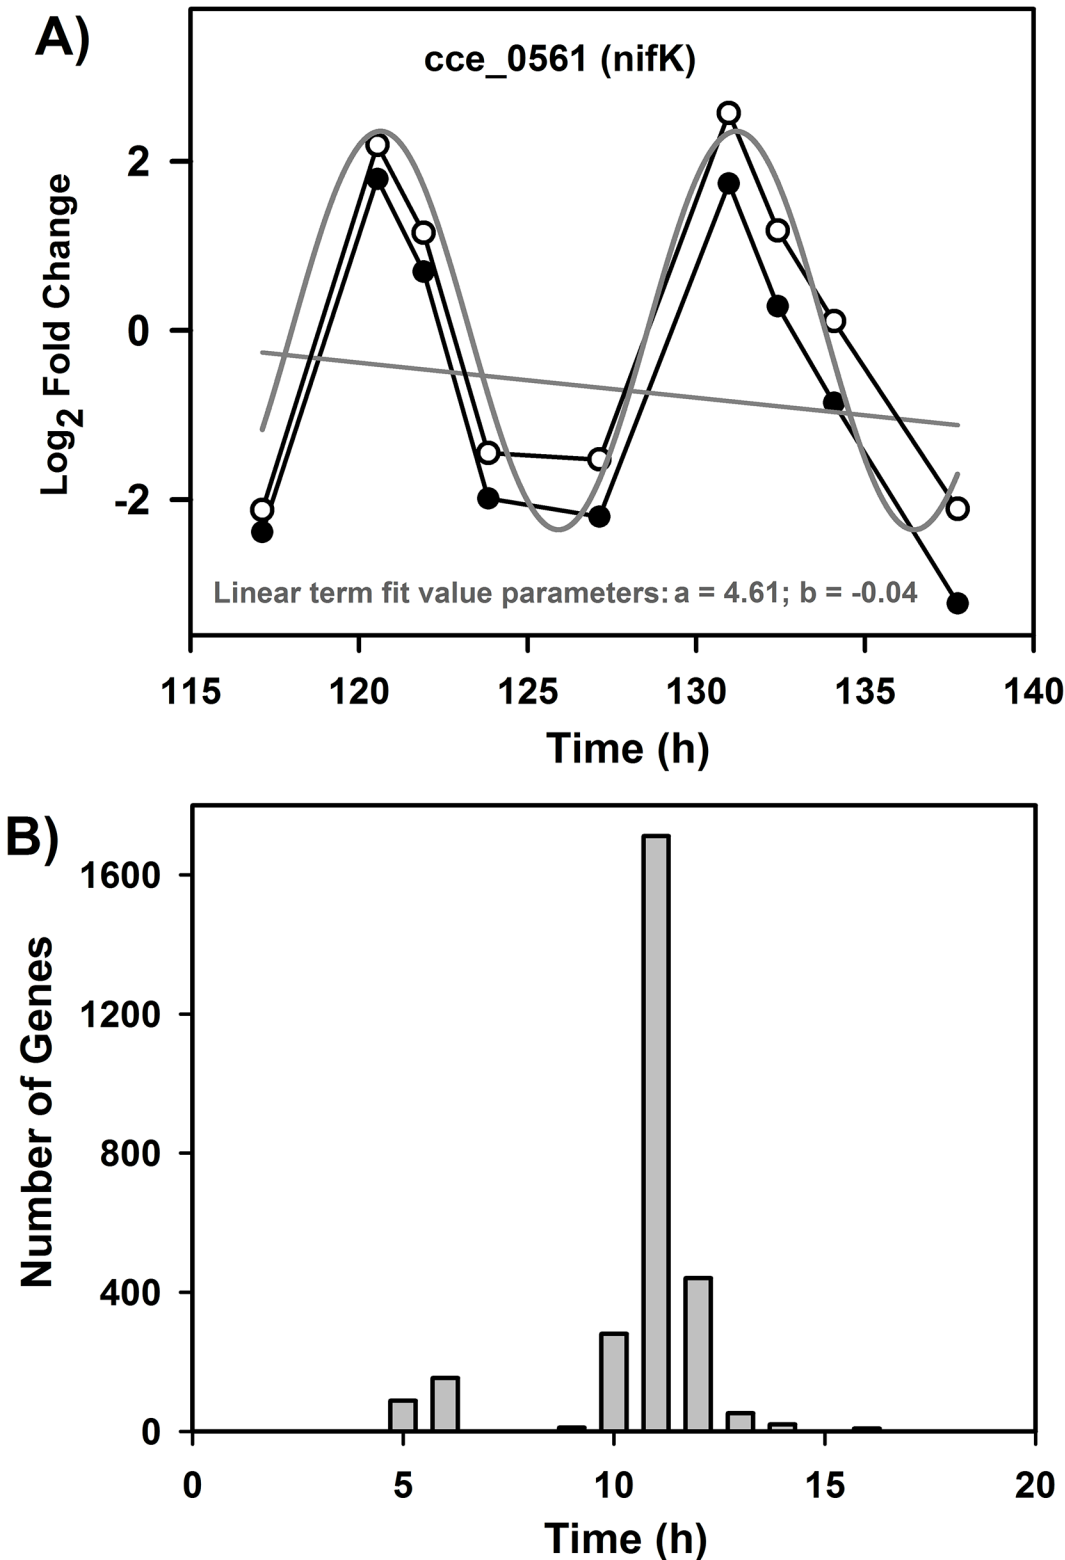 A)
cce_0561 (nifK)
Log2 Fold Change
2
0
-2
Linear term fit value parameters: a = 4.61; b = -0.04
115 120 125 130 135 140
Time (h)
B)
Number of Genes
1600
1200
800
400
0
0 5 10 15 20
Time (h)